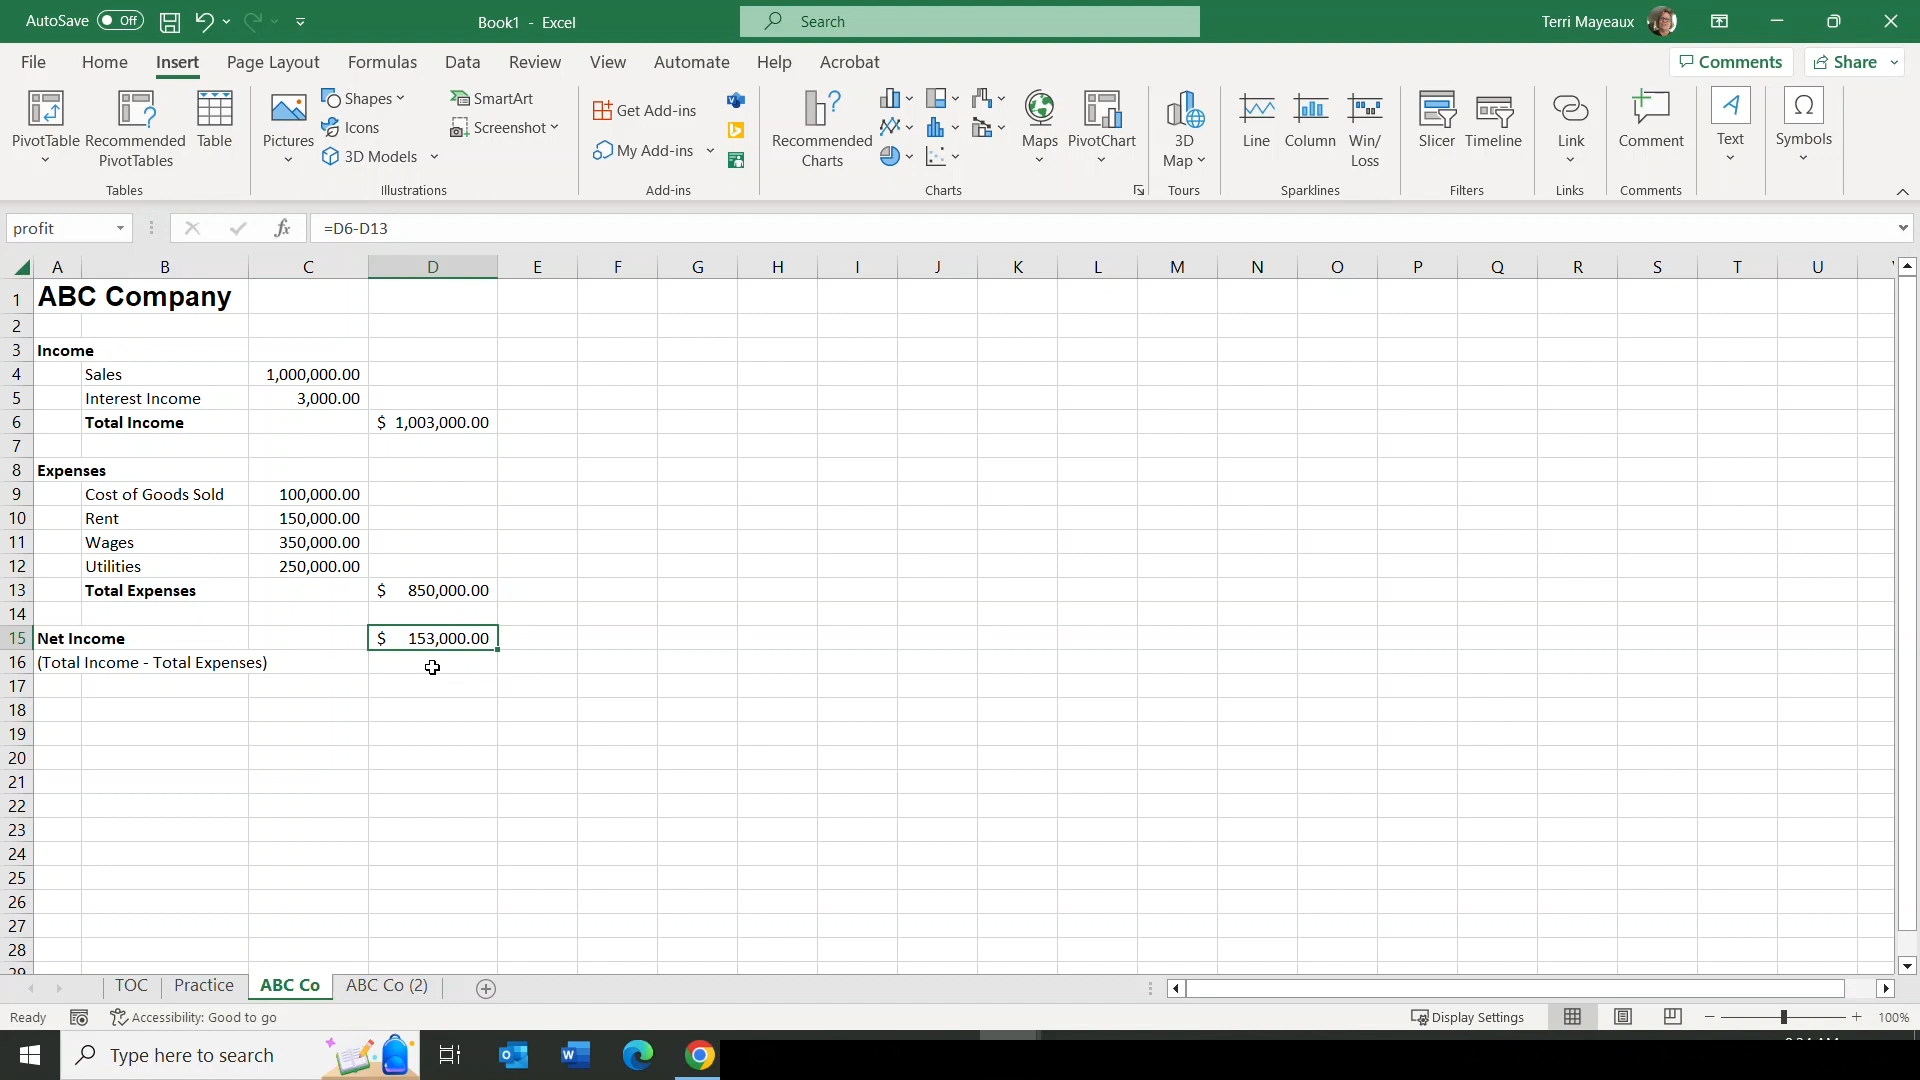 AutoSave Off
Book1 - Excel
Search
Terri Mayeaux
File Home Insert Page Layout Formulas Data Review View Automate Help Acrobat
Comments Share
PivotTable
Recommended
PivotTables
Table
Tables
Pictures
Shapes
Icons
3D Models
SmartArt
Screenshot
Illustrations
Get Add-ins
My Add-ins
Add-ins
Recommended
Charts
Maps
PivotChart
Charts
3D
Map
Tours
Line
Column
Win/
Loss
Sparklines
Slicer
Timeline
Filters
Link
Links
Comment
Comments
Text
Symbols
profit
fx
=D6-D13
A B C D E F G H I J K L M N O P Q R S T U
1 ABC Company
2
3 Income
4 Sales 1,000,000.00
5 Interest Income 3,000.00
6 Total Income $ 1,003,000.00
7
8 Expenses
9 Cost of Goods Sold 100,000.00
10 Rent 150,000.00
11 Wages 350,000.00
12 Utilities 250,000.00
13 Total Expenses $ 850,000.00
14
15 Net Income $ 153,000.00
16 (Total Income - Total Expenses)
17
18
19
20
21
22
23
24
25
26
27
28
29
TOC Practice ABC Co ABC Co (2)
Ready
Accessibility: Good to go
Display Settings
100%
Type here to search